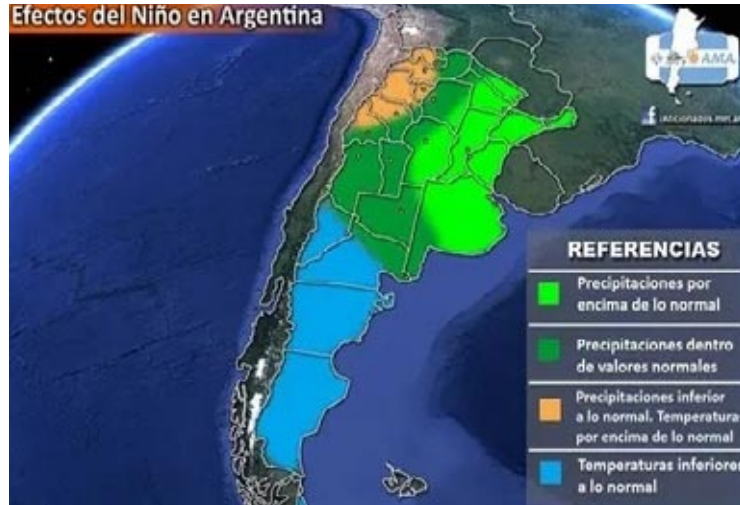 Efectos del Niño en Argentina
A.M.A.
REFERENCIAS
Precipitaciones por
encima de lo normal
Precipitaciones dentro
de valores normales
Precipitaciones inferior
a lo normal. Temperatura
por encima de lo normal
Temperaturas inferiores
a lo normal